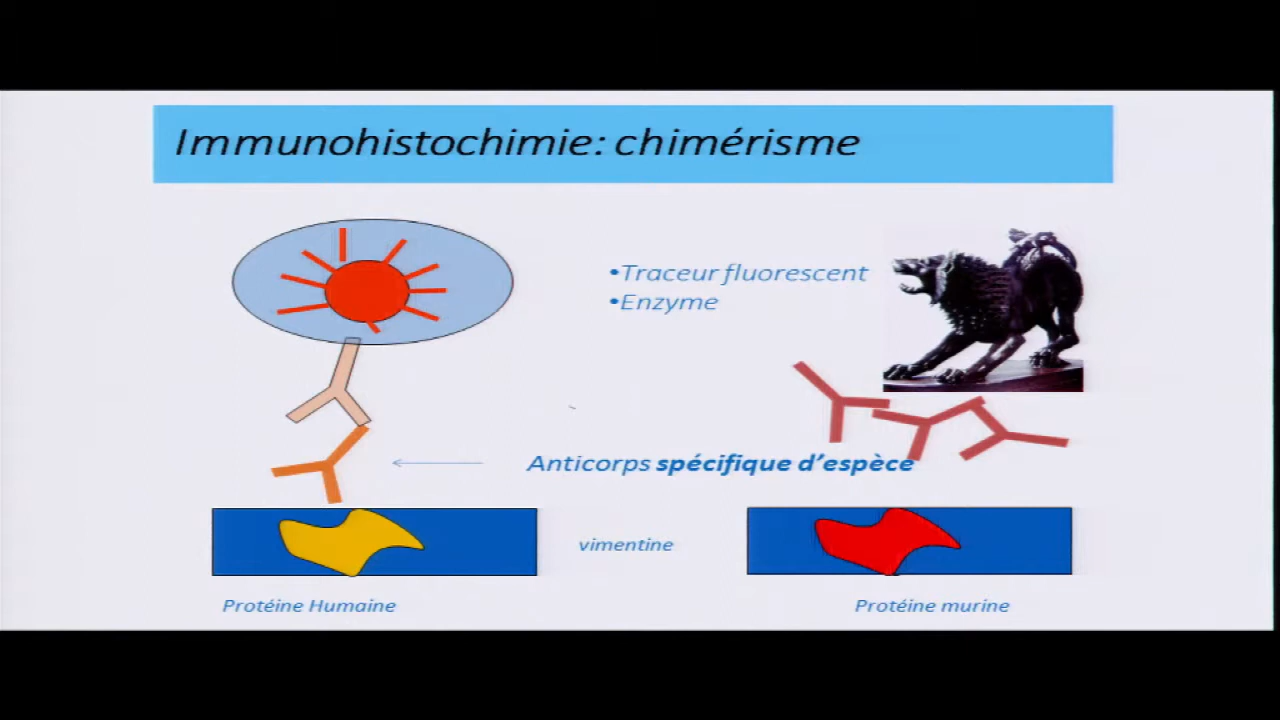 Immunohistochimie: chimérisme
•Traceur fluorescent
•Enzyme
Anticorps spécifique d'espèce
vimentine
Protéine Humaine
Protéine murine